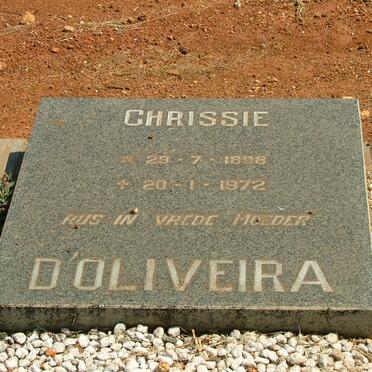 CHRISSIE
* 29-7-1898
+ 20-1-1972
RUS IN VREDE MOEDER
D'OLIVEIRA